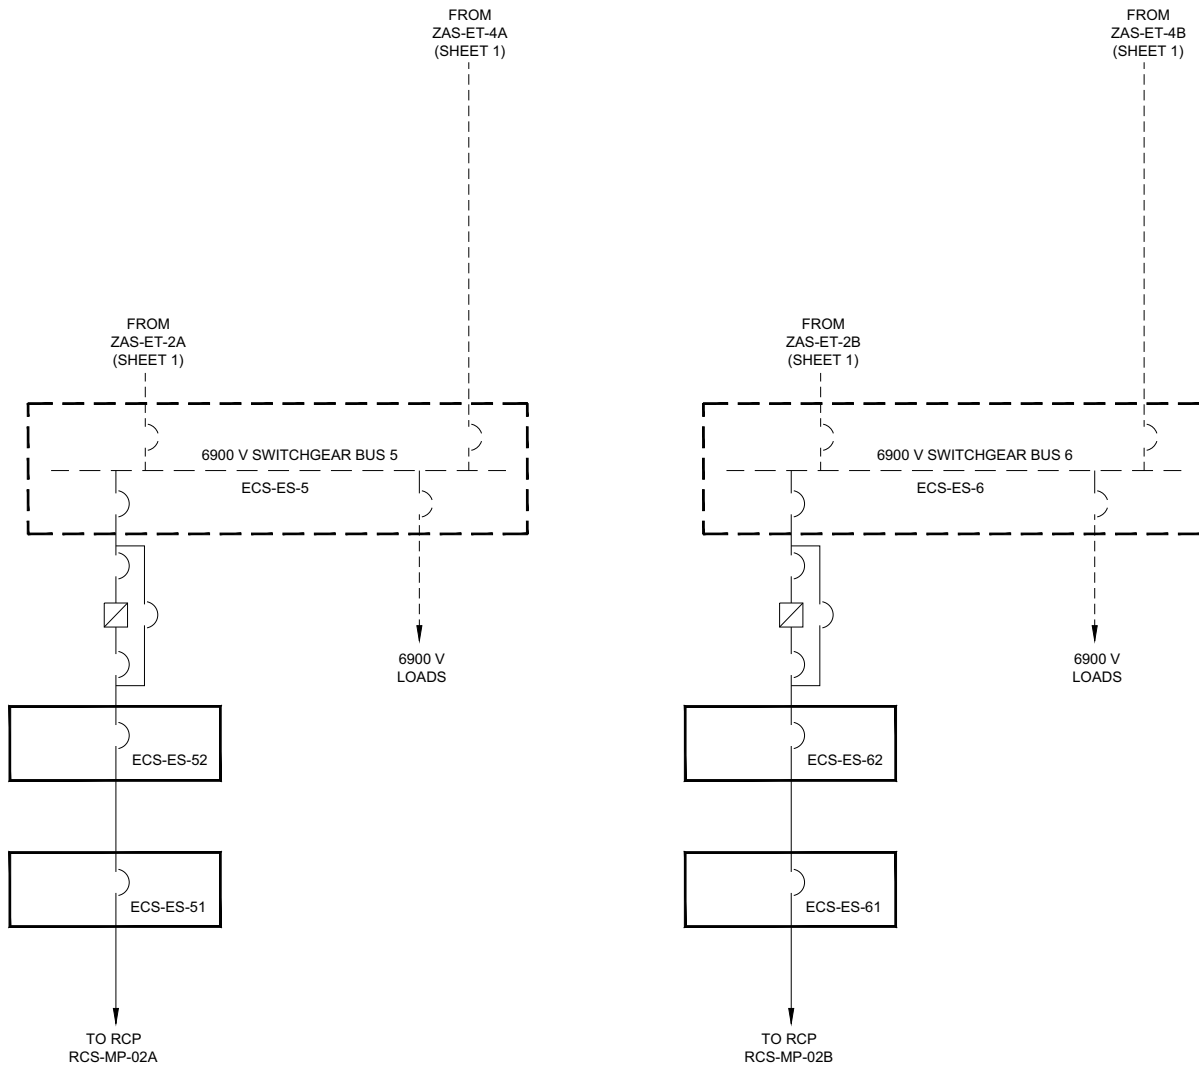 FROM
ZAS-ET-4A
(SHEET 1)
FROM
ZAS-ET-4B
(SHEET 1)
FROM
ZAS-ET-2A
(SHEET 1)
FROM
ZAS-ET-2B
(SHEET 1)
6900 V SWITCHGEAR BUS 5
ECS-ES-5
6900 V SWITCHGEAR BUS 6
ECS-ES-6
6900 V
LOADS
6900 V
LOADS
ECS-ES-52
ECS-ES-62
ECS-ES-51
ECS-ES-61
TO RCP
RCS-MP-02A
TO RCP
RCS-MP-02B